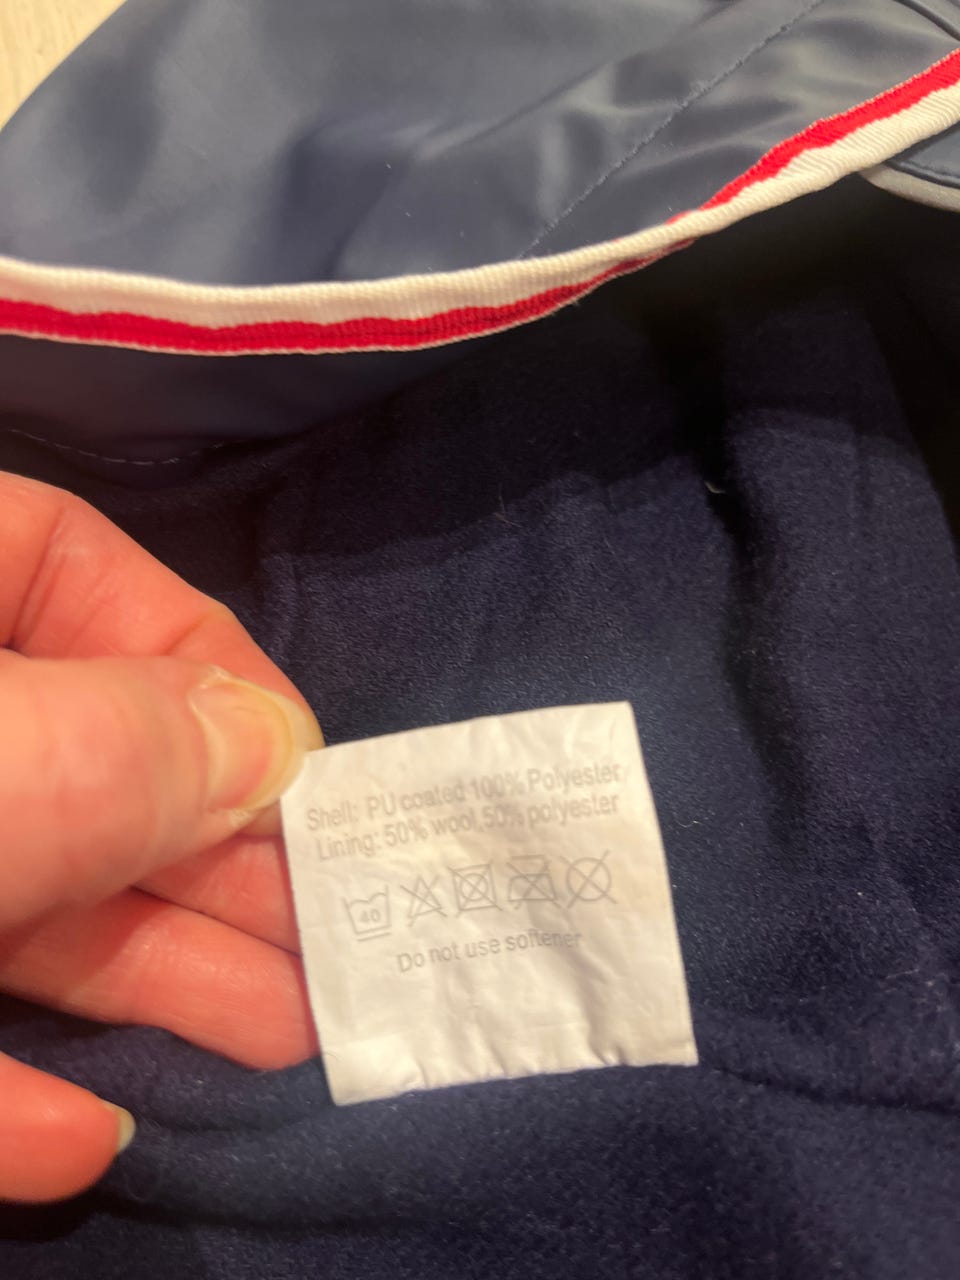 Shell: PU coated 100% Polyester
Lining: 50% wool,50% polyester
40
Do not use softener